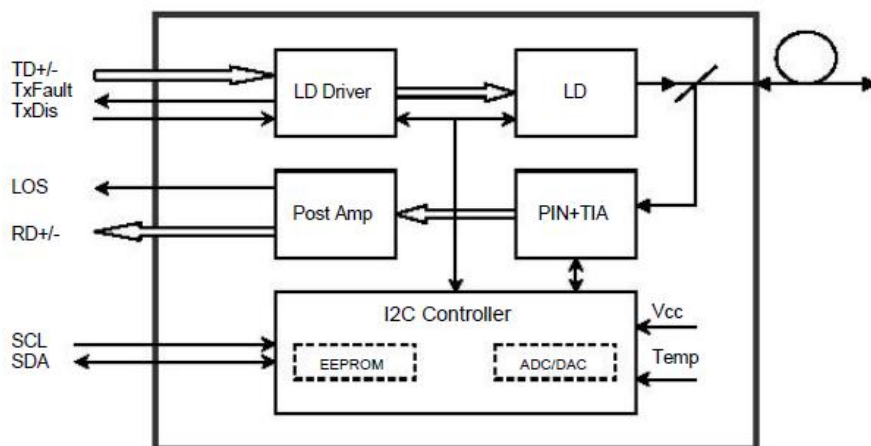 TD+/-
TxFault
TxDis
LD Driver
LD
LOS
RD+/-
Post Amp
PIN+TIA
I2C Controller
Vcc
SCL
SDA
EEPROM
ADC/DAC
Temp